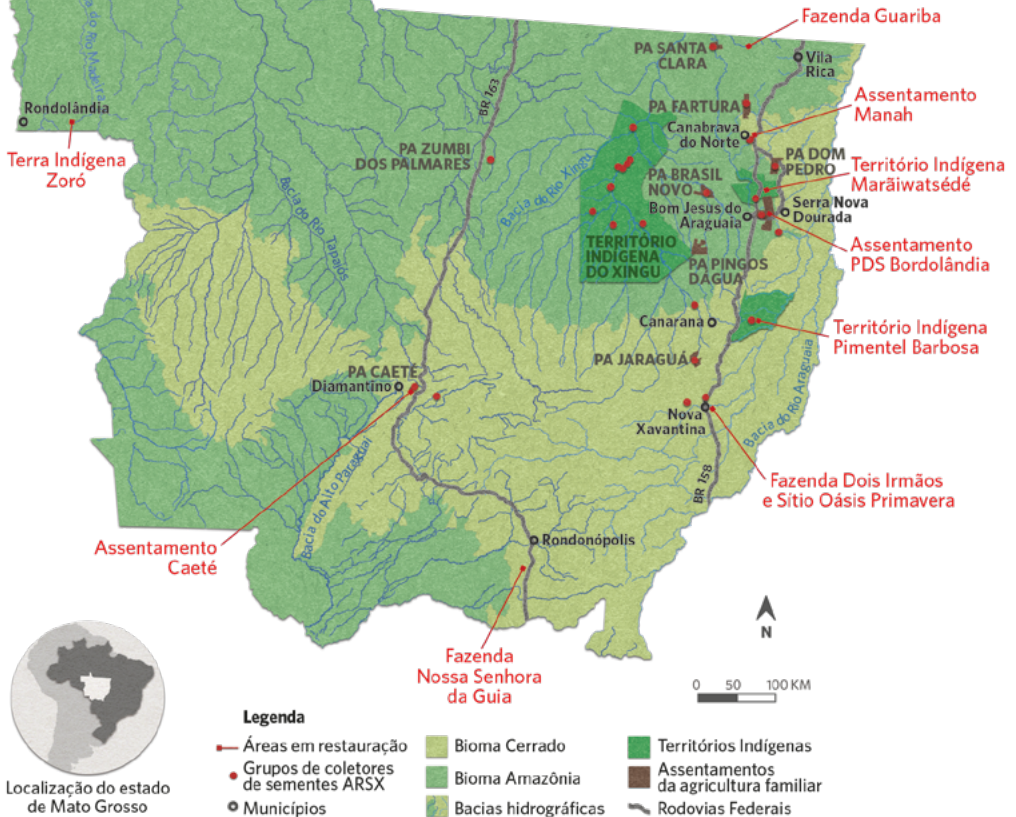 Fazenda Guariba
PA SANTA
CLARA
Vila
Rica
Bacia do Rio Madeira
BR 163
Rondolândia
PA FARTURA
Assentamento
Manah
Canabrava
do Norte
Terra Indígena
Zoró
PA ZUMBI
DOS PALMARES
Bacia do Rio Xingu
PA DOM
PEDRO
PA BRASIL
NOVO
Território Indígena
Marãiwatsédé
Bacia do Rio Tapajós
Bom Jesus do
Araguaia
Serra Nova
Dourada
TERRITÓRIO
INDÍGENA
DO XINGU
Assentamento
PDS Bordolândia
PA PINGOS
DÁGUA
Canarana
Território Indígena
Pimentel Barbosa
PA JARAGUÁ
PA CAETÉ
Diamantino
Bacia do Rio Araguaia
Nova
Xavantina
Bacia do Alto Paraguai
BR 158
Fazenda Dois Irmãos
e Sítio Oásis Primavera
Assentamento
Caeté
Rondonópolis
N
Fazenda
Nossa Senhora
da Guia
0 50 100 KM
Localização do estado
de Mato Grosso
Legenda
Áreas em restauração
Grupos de coletores
de sementes ARSX
Municípios
Bioma Cerrado
Bioma Amazônia
Bacias hidrográficas
Territórios Indígenas
Assentamentos
da agricultura familiar
Rodovias Federais